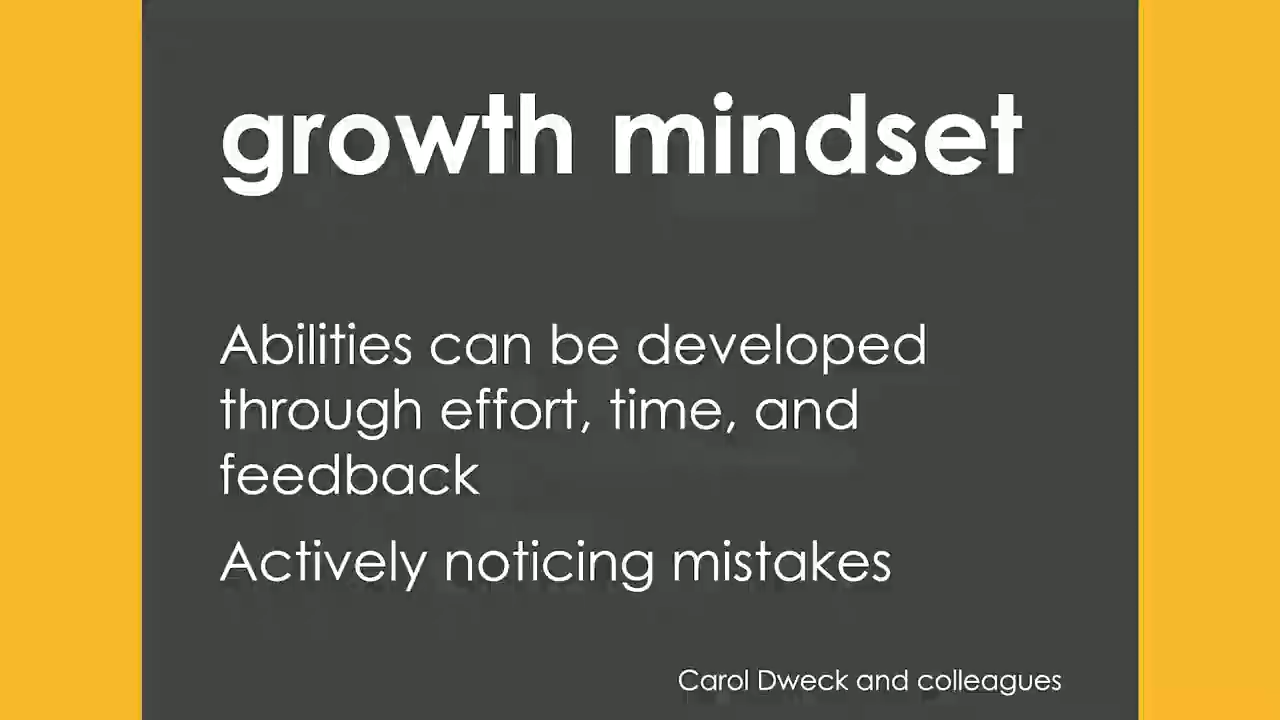 growth mindset
Abilities can be developed
through effort, time, and
feedback
Actively noticing mistakes
Carol Dweck and colleagues